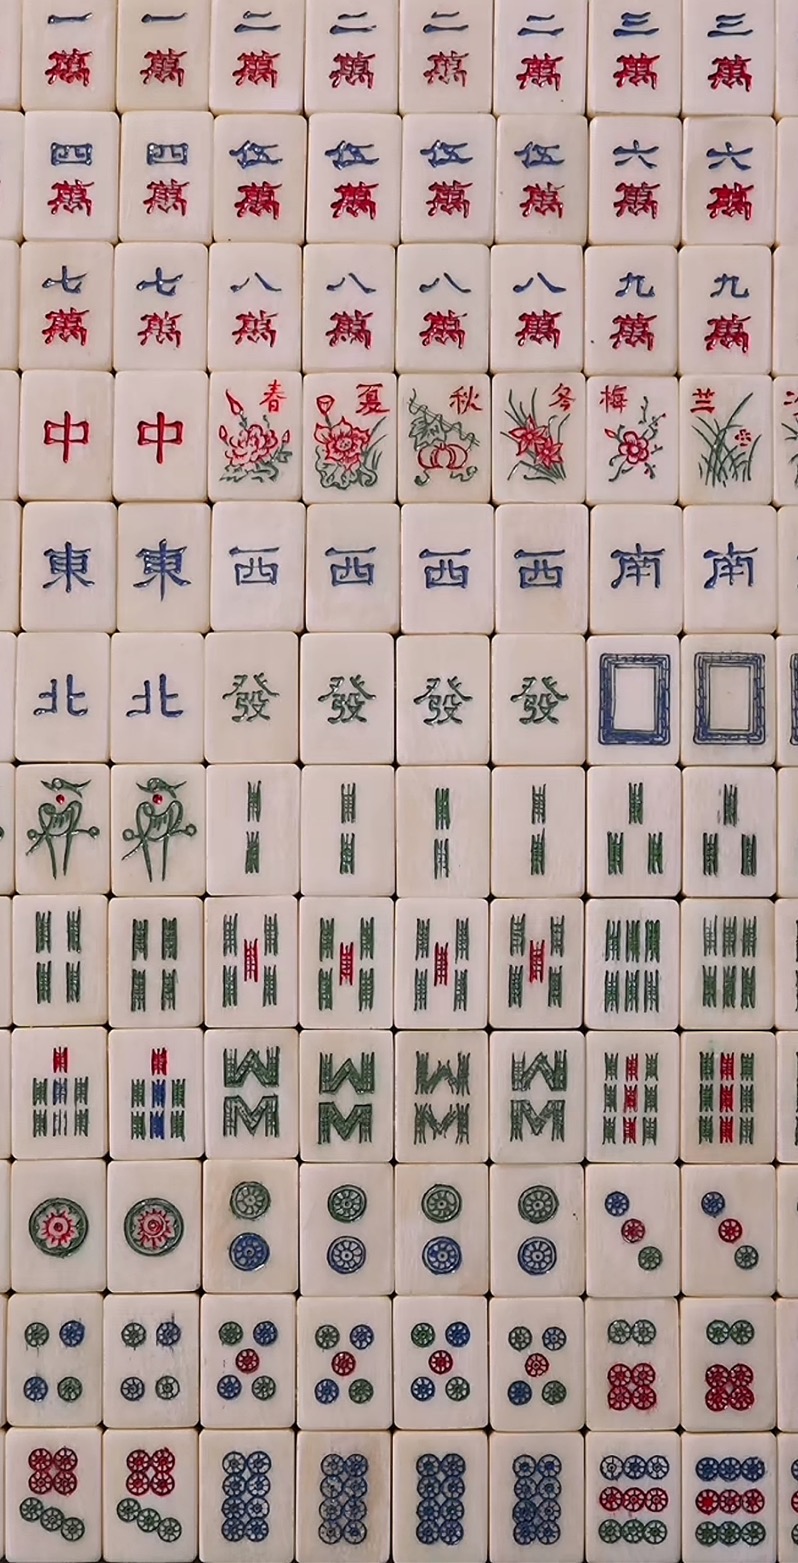 一 一 二 二 二 二 三 三
萬 萬 萬 萬 萬 萬 萬 萬
四 四 伍 伍 伍 伍 六 六
萬 萬 萬 萬 萬 萬 萬 萬
七 七 八 八 八 八 九 九
萬 萬 萬 萬 萬 萬 萬 萬
中 中 春 夏 秋 冬 梅 兰
東 東 西 西 西 西 南 南
北 北 發 發 發 發